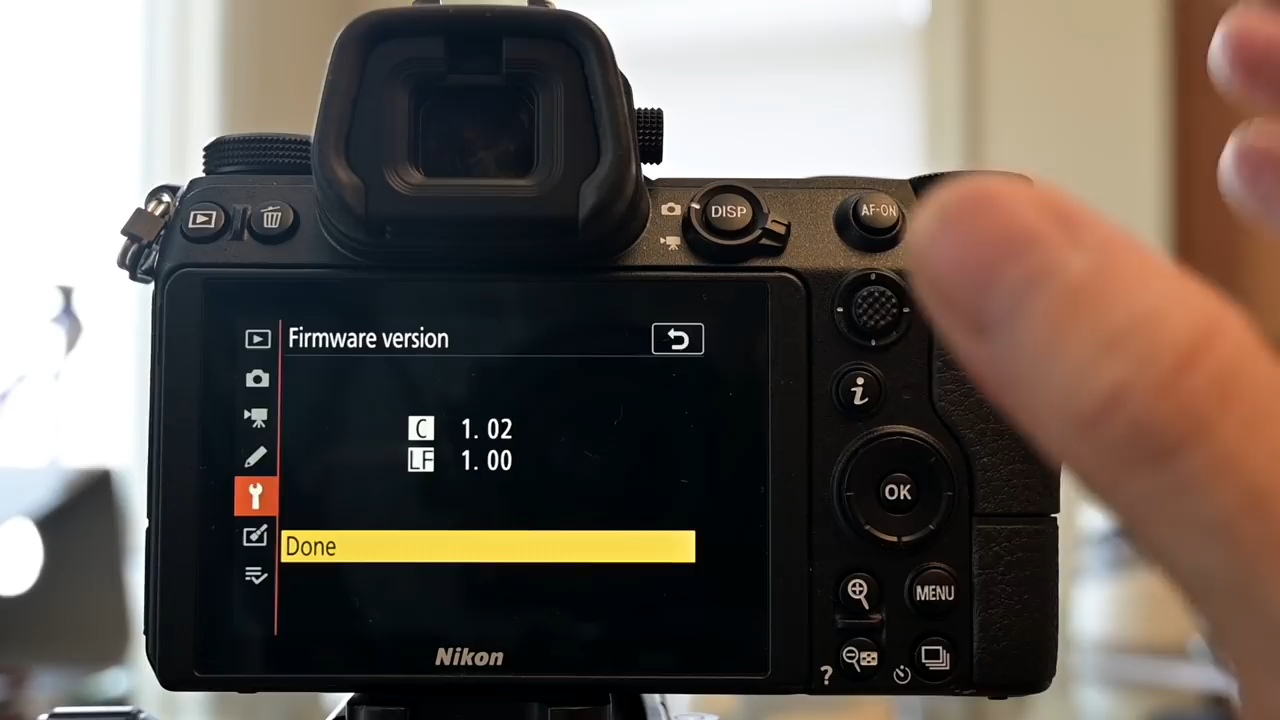 DISP
AF-ON
Firmware version
C 1. 02
LF 1. 00
i
OK
Done
MENU
Nikon
?